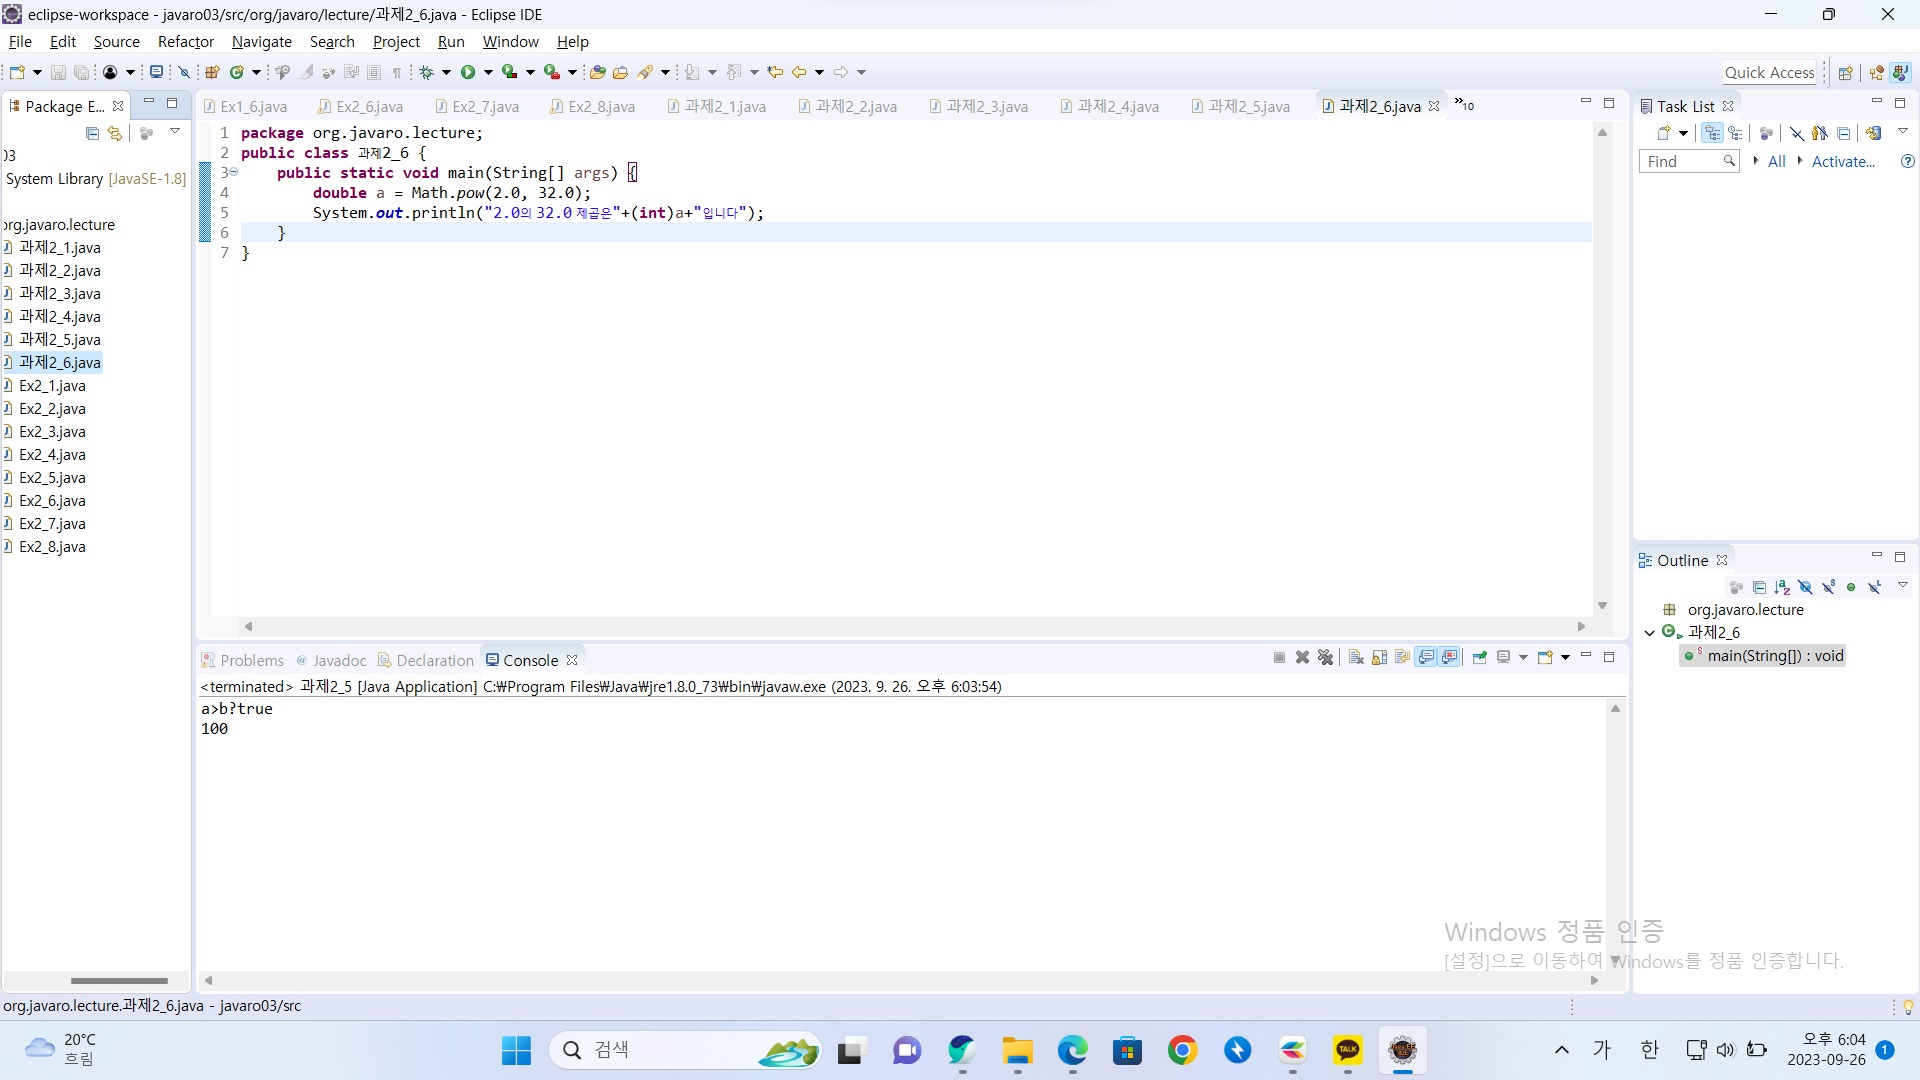 eclipse-workspace - javaro03/src/org/javaro/lecture/과제2_6.java - Eclipse IDE
File Edit Source Refactor Navigate Search Project Run Window Help
Quick Access
Package E...
Ex1_6.java Ex2_6.java Ex2_7.java Ex2_8.java 과제2_1.java 과제2_2.java 과제2_3.java 과제2_4.java 과제2_5.java 과제2_6.java »10
03
System Library [JavaSE-1.8]
org.javaro.lecture
과제2_1.java
과제2_2.java
과제2_3.java
과제2_4.java
과제2_5.java
과제2_6.java
Ex2_1.java
Ex2_2.java
Ex2_3.java
Ex2_4.java
Ex2_5.java
Ex2_6.java
Ex2_7.java
Ex2_8.java
1 package org.javaro.lecture;
2 public class 과제2_6 {
3 public static void main(String[] args) {
4 double a = Math.pow(2.0, 32.0);
5 System.out.println("2.0의 32.0 제곱은"+(int)a+"입니다");
6 }
7 }
Task List
Find All Activate...
Outline
org.javaro.lecture
과제2_6
main(String[]) : void
Problems Javadoc Declaration Console
<terminated> 과제2_5 [Java Application] C:₩Program Files₩Java₩jre1.8.0_73₩bin₩javaw.exe (2023. 9. 26. 오후 6:03:54)
a>b?true
100
Windows 정품 인증
[설정]으로 이동하여 Windows를 정품 인증합니다.
org.javaro.lecture.과제2_6.java - javaro03/src
20°C
흐림
검색
TALK
가 한
오후 6:04
2023-09-26
1